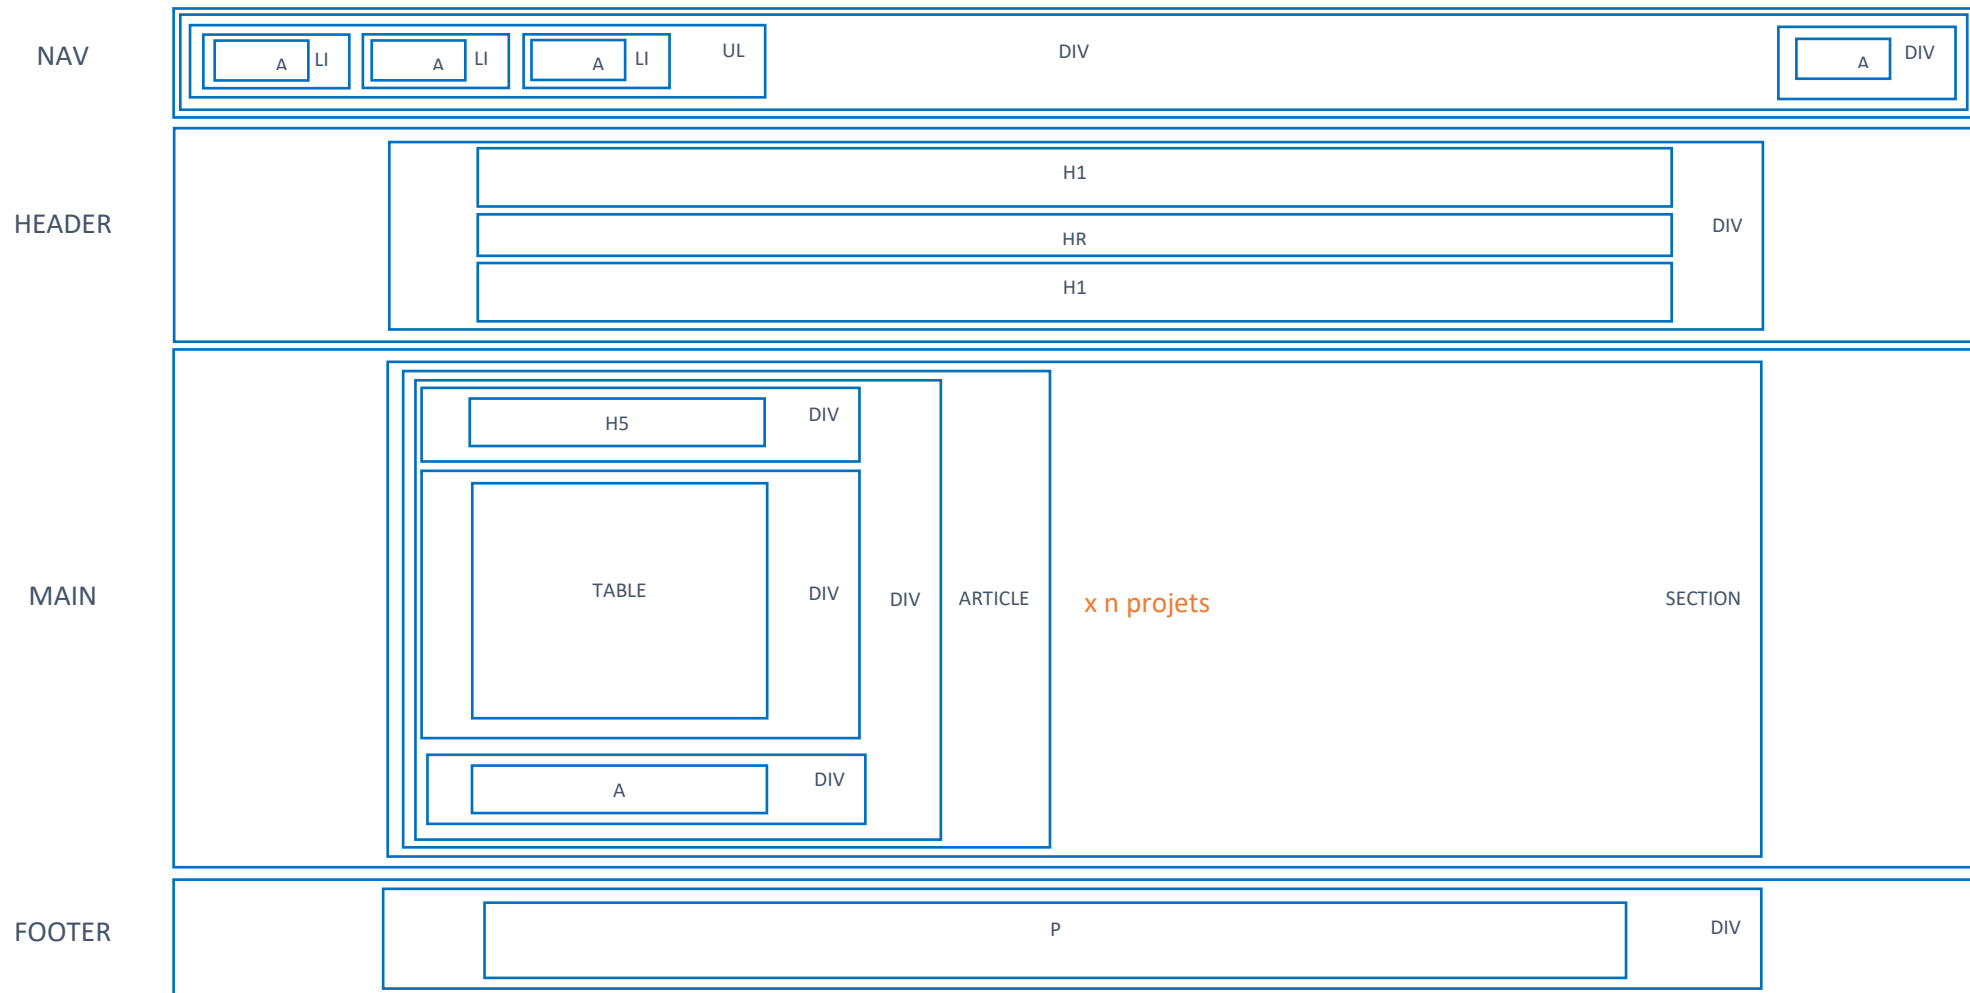 NAV
A LI A LI A LI UL DIV A DIV
HEADER
H1
HR
H1
DIV
MAIN
H5 DIV
TABLE DIV
A DIV
DIV
ARTICLE
x n projets
SECTION
FOOTER
P
DIV